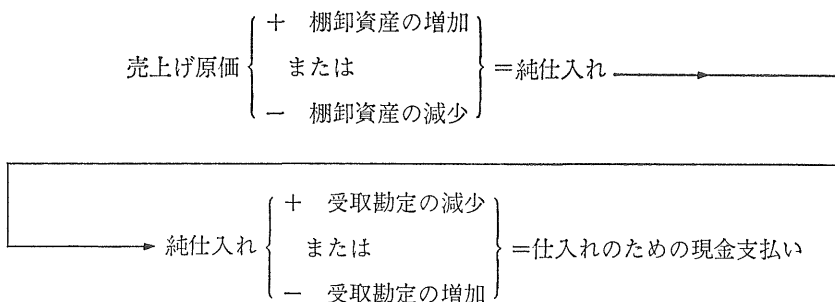 + 棚卸資産の増加
売上げ原価 または =純仕入れ
− 棚卸資産の減少
+ 受取勘定の減少
純仕入れ または =仕入れのための現金支払い
− 受取勘定の増加